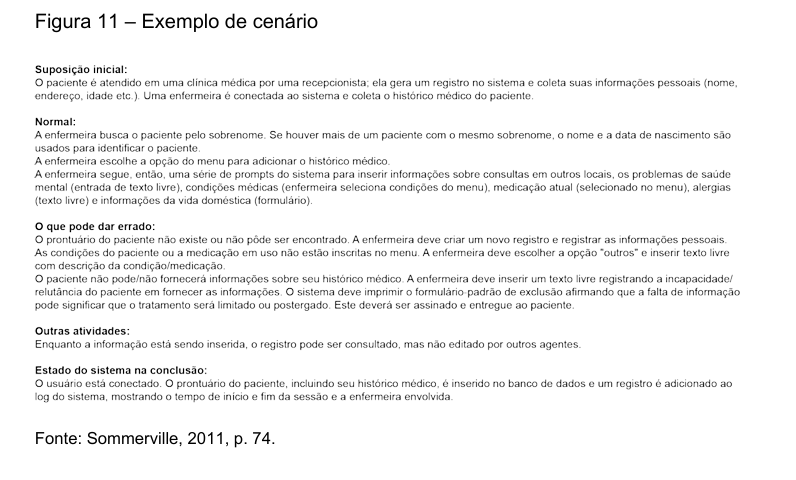 Figura 11 – Exemplo de cenário
Suposição inicial:
O paciente é atendido em uma clínica médica por uma recepcionista; ela gera um registro no sistema e coleta suas informações pessoais (nome,
endereço, idade etc.). Uma enfermeira é conectada ao sistema e coleta o histórico médico do paciente.
Normal:
A enfermeira busca o paciente pelo sobrenome. Se houver mais de um paciente com o mesmo sobrenome, o nome e a data de nascimento são
usados para identificar o paciente.
A enfermeira escolhe a opção do menu para adicionar o histórico médico.
A enfermeira segue, então, uma série de prompts do sistema para inserir informações sobre consultas em outros locais, os problemas de saúde
mental (entrada de texto livre), condições médicas (enfermeira seleciona condições do menu), medicação atual (selecionado no menu), alergias
(texto livre) e informações da vida doméstica (formulário).
O que pode dar errado:
O prontuário do paciente não existe ou não pôde ser encontrado. A enfermeira deve criar um novo registro e registrar as informações pessoais.
As condições do paciente ou a medicação em uso não estão inscritas no menu. A enfermeira deve escolher a opção "outros" e inserir texto livre
com descrição da condição/medicação.
O paciente não pode/não fornecerá informações sobre seu histórico médico. A enfermeira deve inserir um texto livre registrando a incapacidade/
relutância do paciente em fornecer as informações. O sistema deve imprimir o formulário-padrão de exclusão afirmando que a falta de informação
pode significar que o tratamento será limitado ou postergado. Este deverá ser assinado e entregue ao paciente.
Outras atividades:
Enquanto a informação está sendo inserida, o registro pode ser consultado, mas não editado por outros agentes.
Estado do sistema na conclusão:
O usuário está conectado. O prontuário do paciente, incluindo seu histórico médico, é inserido no banco de dados e um registro é adicionado ao
log do sistema, mostrando o tempo de início e fim da sessão e a enfermeira envolvida.
Fonte: Sommerville, 2011, p. 74.